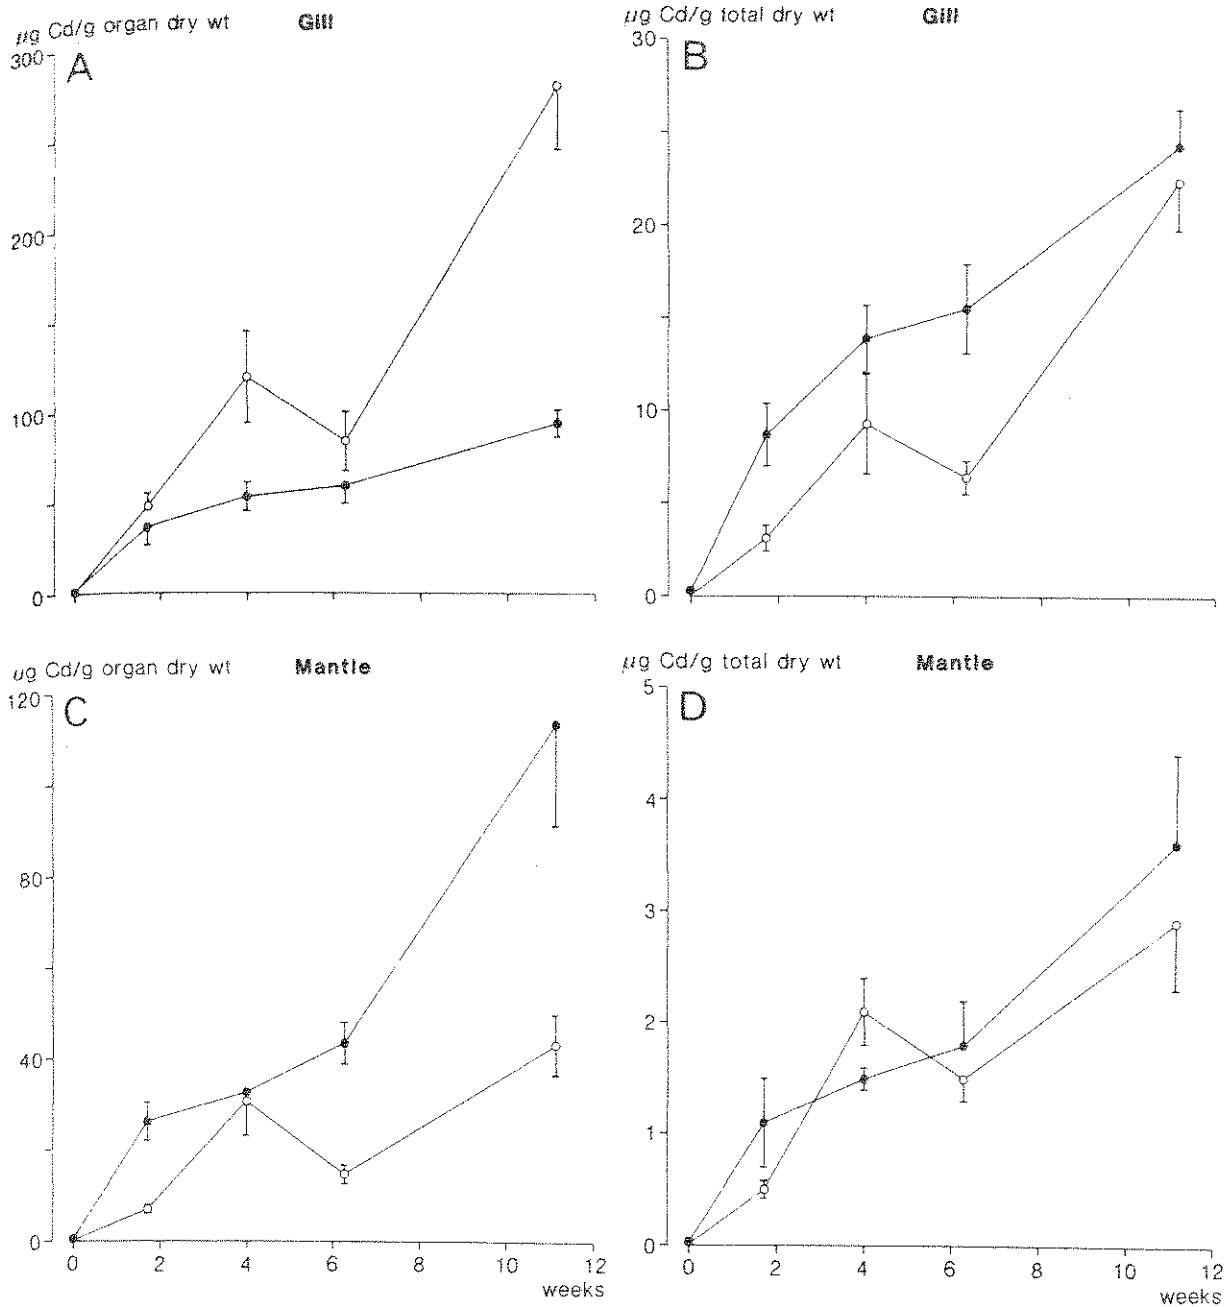 µg Cd/g organ dry wt Gill
A
300
200
100
0
µg Cd/g total dry wt Gill
B
30
20
10
0
µg Cd/g organ dry wt Mantle
C
120
80
40
0
0 2 4 6 8 10 12
weeks
µg Cd/g total dry wt Mantle
D
5
4
3
2
1
0
0 2 4 6 8 10 12
weeks